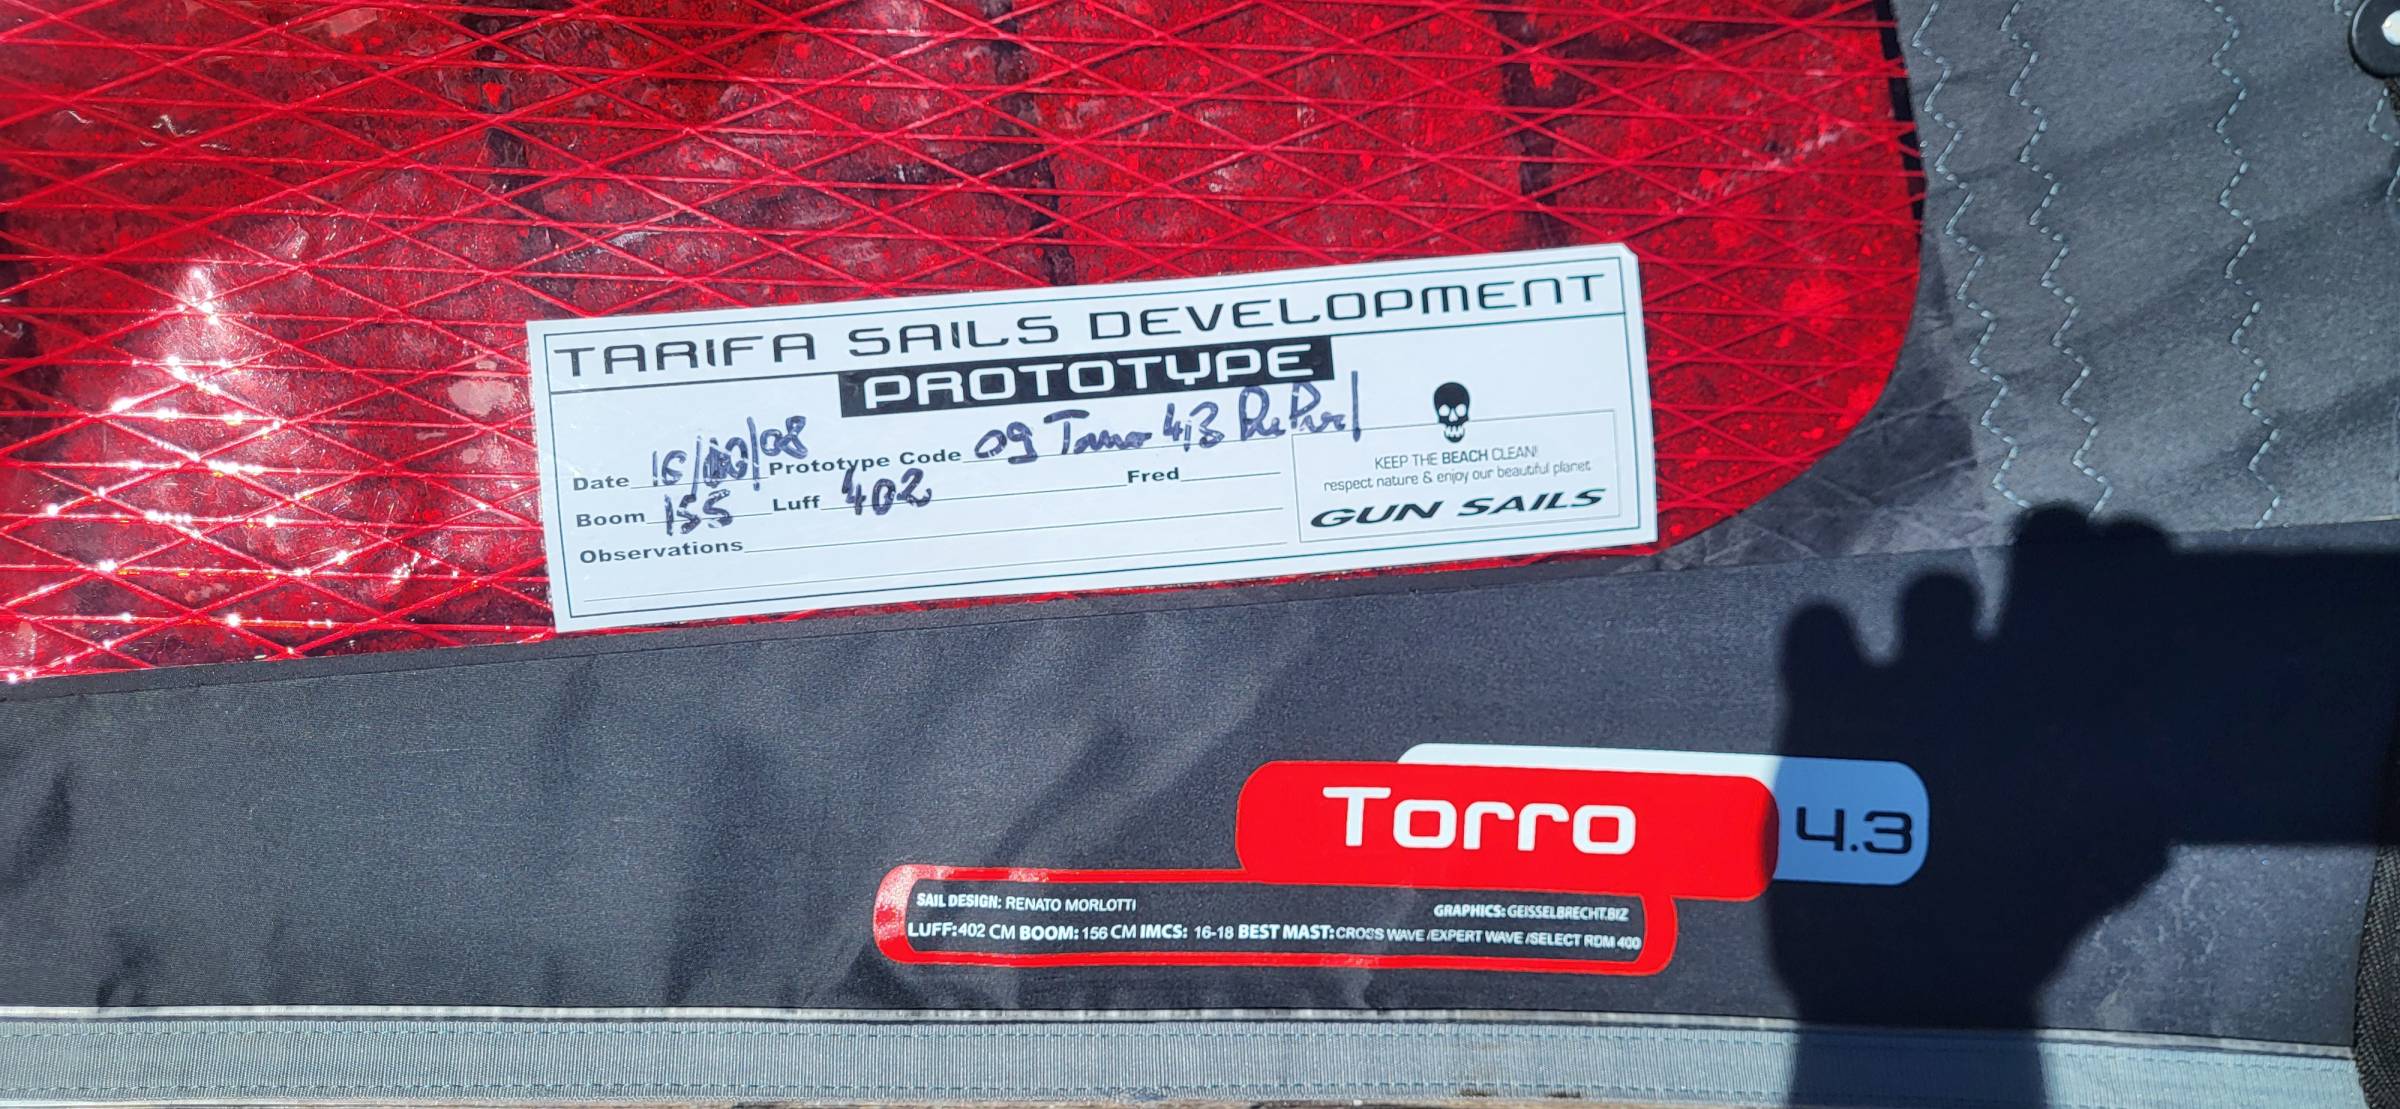 TARIFA SAILS DEVELOPMENT
PROTOTYPE
Date 16/ /08 Prototype Code 09 Torro 4,3
Boom 155 Luff 402 Fred
Observations
KEEP THE BEACH CLEAN!
respect nature & enjoy our beautiful planet
GUN SAILS
Torro 4.3
SAIL DESIGN: RENATO MORLOTTI GRAPHICS: GEISSELBRECHT.BIZ
LUFF: 402 CM BOOM: 156 CM IMCS: 16-18 BEST MAST: CROSS WAVE /EXPERT WAVE /SELECT RDM 400